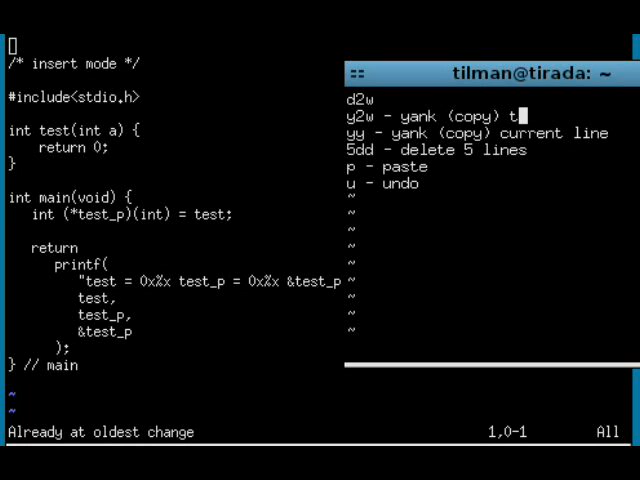 /* insert mode */
#include<stdio.h>
int test(int a) {
return 0;
}
int main(void) {
int (*test_p)(int) = test;
return
printf(
"test = 0x%x test_p = 0x%x &test_p
test,
test_p,
&test_p
);
} // main
~
~
Already at oldest change 1,0-1 All
:: tilman@tirada: ~
d2w
y2w - yank (copy) t
yy - yank (copy) current line
5dd - delete 5 lines
p - paste
u - undo
~
~
~
~
~
~
~
~
~